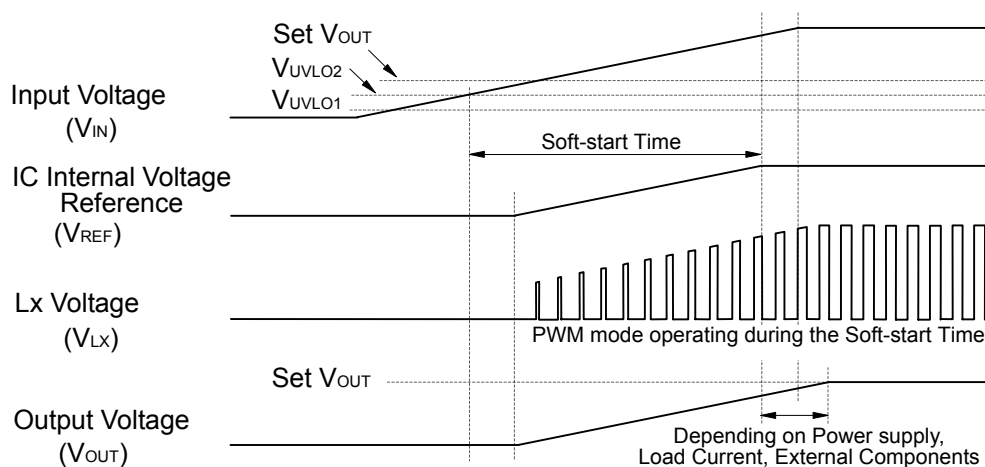 Set VOUT
VUVLO2
VUVLO1
Input Voltage
(VIN)
Soft-start Time
IC Internal Voltage
Reference
(VREF)
Lx Voltage
(VLX)
PWM mode operating during the Soft-start Time
Set VOUT
Output Voltage
(VOUT)
Depending on Power supply,
Load Current, External Components